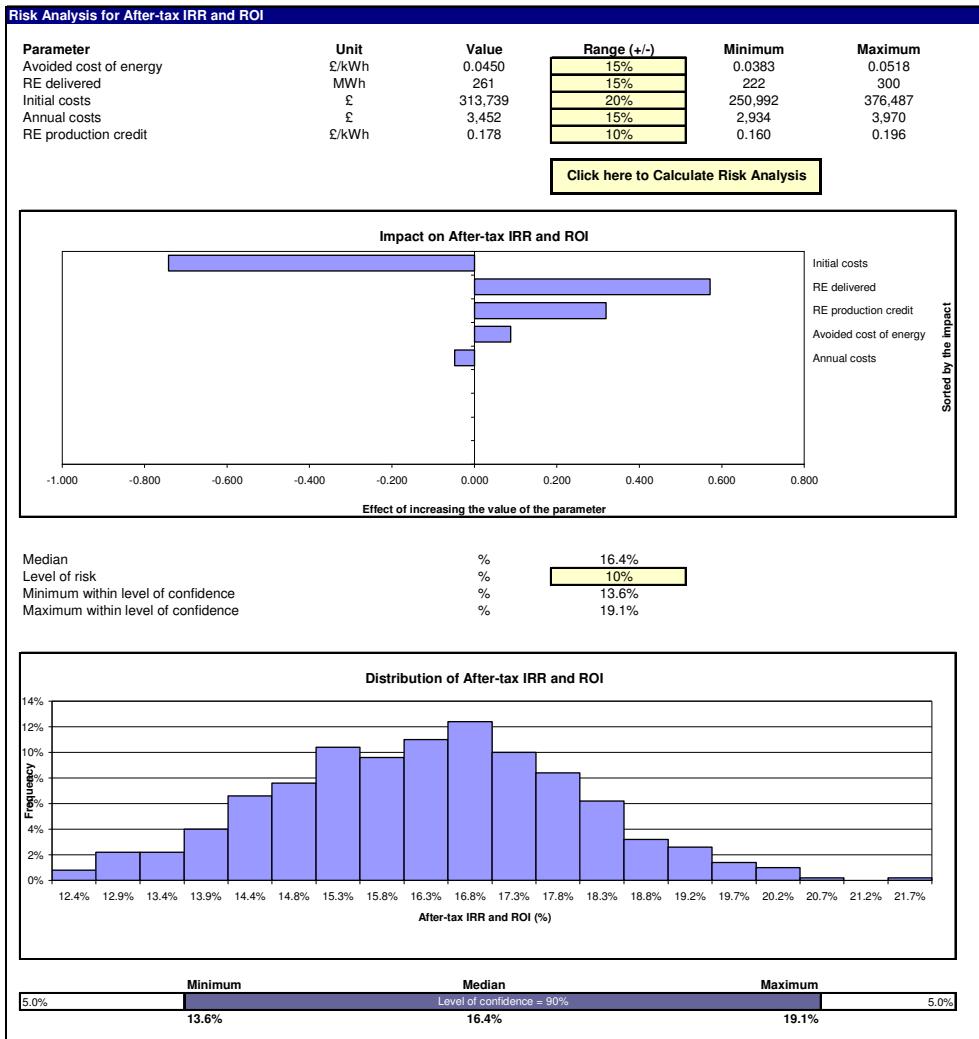 Risk Analysis for After-tax IRR and ROI
Parameter Unit Value Range (+/-) Minimum Maximum
Avoided cost of energy £/kWh 0.0450 15% 0.0383 0.0518
RE delivered MWh 261 15% 222 300
Initial costs £ 313,739 20% 250,992 376,487
Annual costs £ 3,452 15% 2,934 3,970
RE production credit £/kWh 0.178 10% 0.160 0.196
Click here to Calculate Risk Analysis
Impact on After-tax IRR and ROI
Initial costs
RE delivered
RE production credit
Avoided cost of energy
Annual costs
Sorted by the impact
-1.000 -0.800 -0.600 -0.400 -0.200 0.000 0.200 0.400 0.600 0.800
Effect of increasing the value of the parameter
Median % 16.4%
Level of risk % 10%
Minimum within level of confidence % 13.6%
Maximum within level of confidence % 19.1%
Distribution of After-tax IRR and ROI
14%
12%
10%
8%
6%
4%
2%
0%
Frequency
12.4% 12.9% 13.4% 13.9% 14.4% 14.8% 15.3% 15.8% 16.3% 16.8% 17.3% 17.8% 18.3% 18.8% 19.2% 19.7% 20.2% 20.7% 21.2% 21.7%
After-tax IRR and ROI (%)
Minimum Median Maximum
5.0% Level of confidence = 90% 5.0%
13.6% 16.4% 19.1%